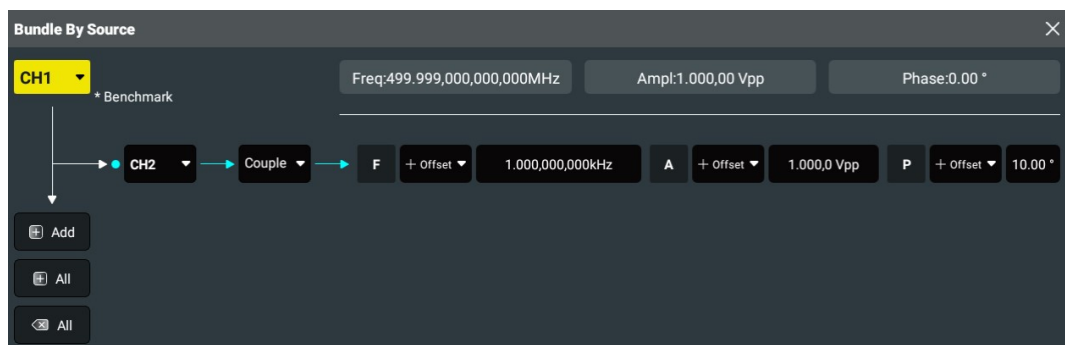 Bundle By Source
CH1 Freq:499.999,000,000,000MHz Ampl:1.000,00 Vpp Phase:0.00 °
* Benchmark
CH2 Couple F + Offset 1.000,000,000kHz A + Offset 1.000,0 Vpp P + Offset 10.00 °
Add
All
All